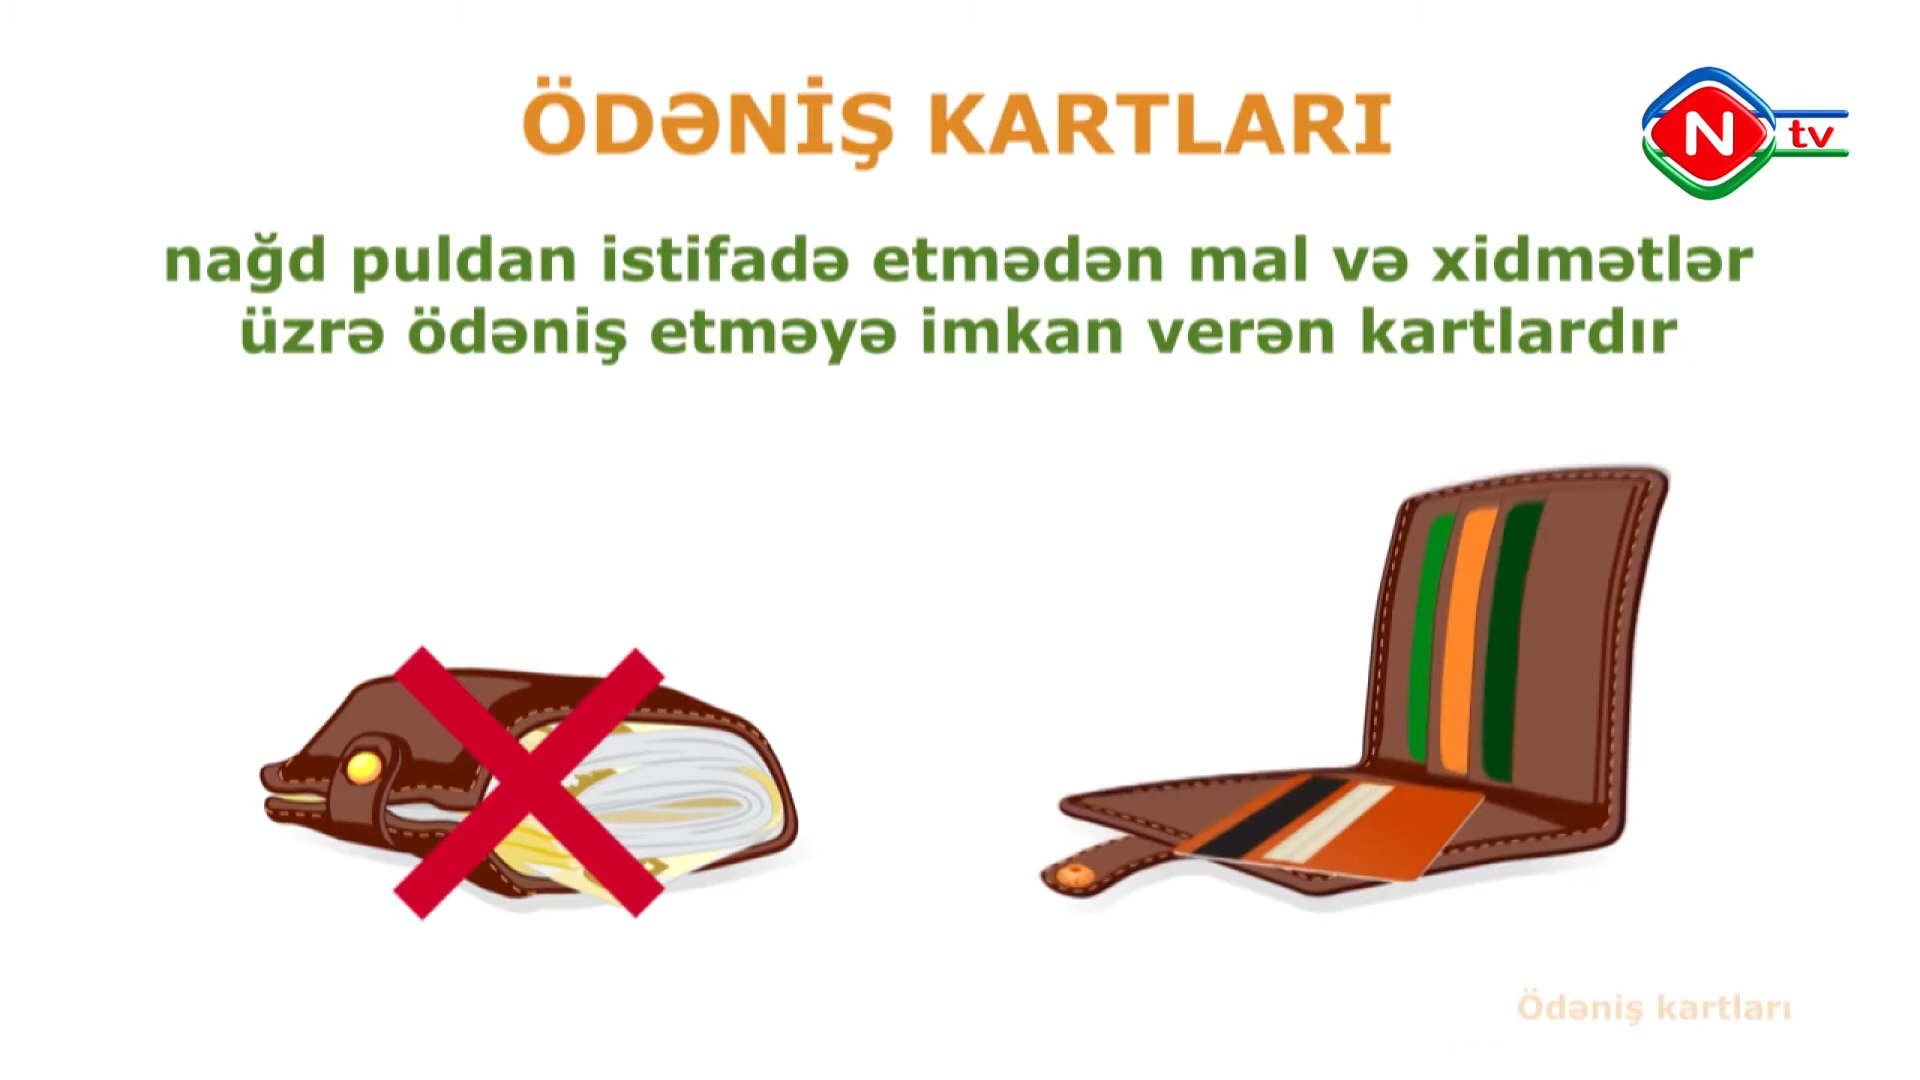 ÖDƏNİŞ KARTLARI
N tv
nağd puldan istifadə etmədən mal və xidmətlər
üzrə ödəniş etməyə imkan verən kartlardır
Ödəniş kartları